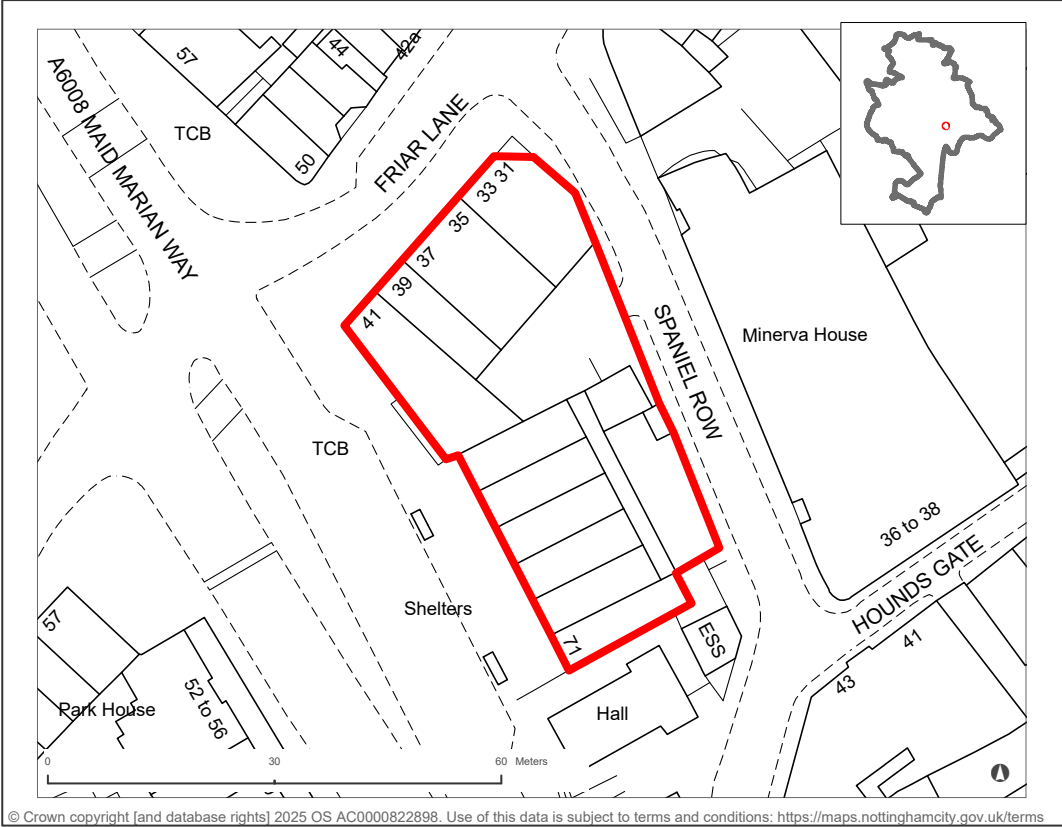 57
44
42a
A6008 MAID MARIAN WAY
TCB
50
FRIAR LANE
31
33
35
37
39
41
SPANIEL ROW
Minerva House
TCB
36 to 38
HOUNDS GATE
Shelters
71
ESS
41
43
57
Park House
52 to 56
Hall
0 30 60 Meters
© Crown copyright [and database rights] 2025 OS AC0000822898. Use of this data is subject to terms and conditions: https://maps.nottinghamcity.gov.uk/terms